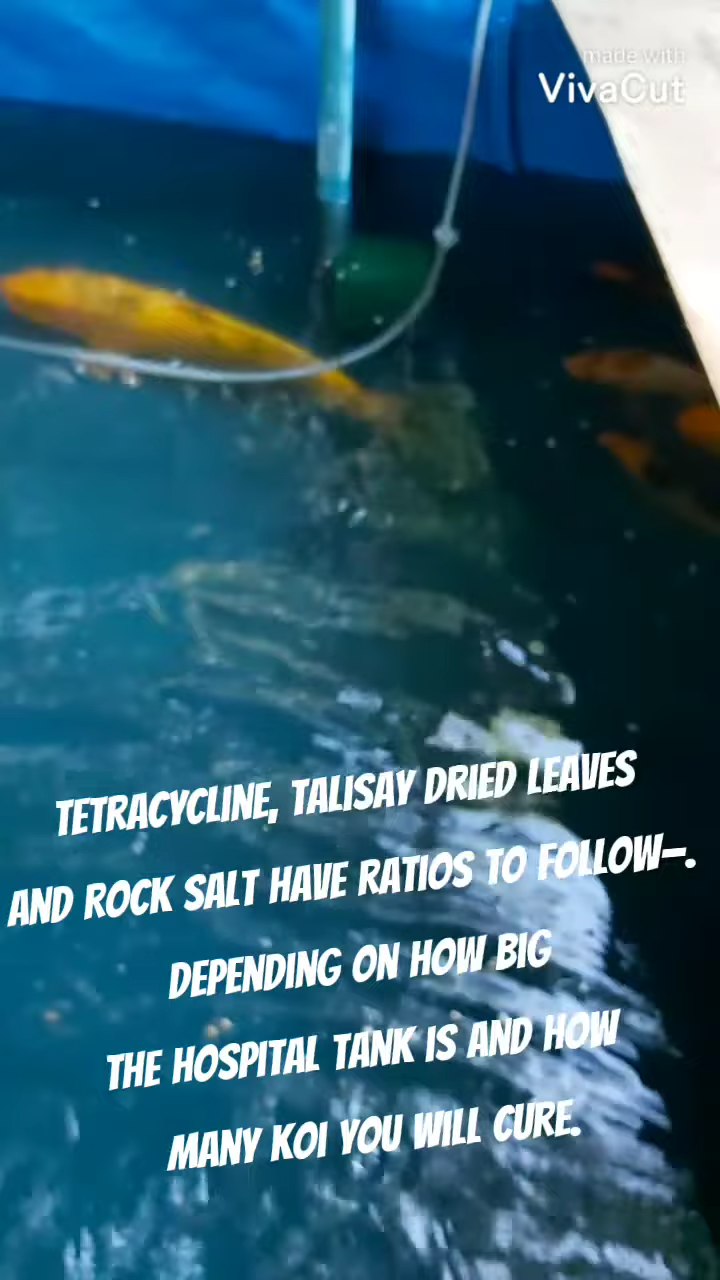 made with
VivaCut
TETRACYCLINE, TALISAY DRIED LEAVES
AND ROCK SALT HAVE RATIOS TO FOLLOW–.
DEPENDING ON HOW BIG
THE HOSPITAL TANK IS AND HOW
MANY KOI YOU WILL CURE.